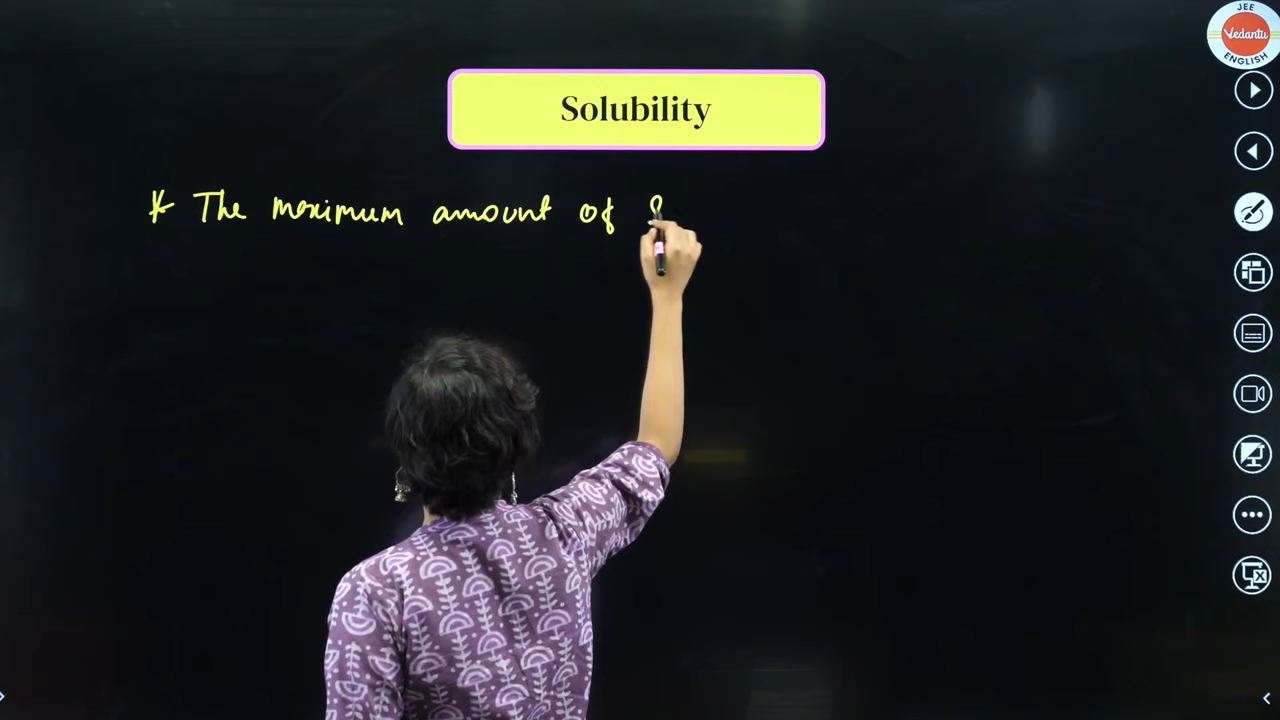 JEE
Vedantu
ENGLISH
Solubility
* The maximum amount of